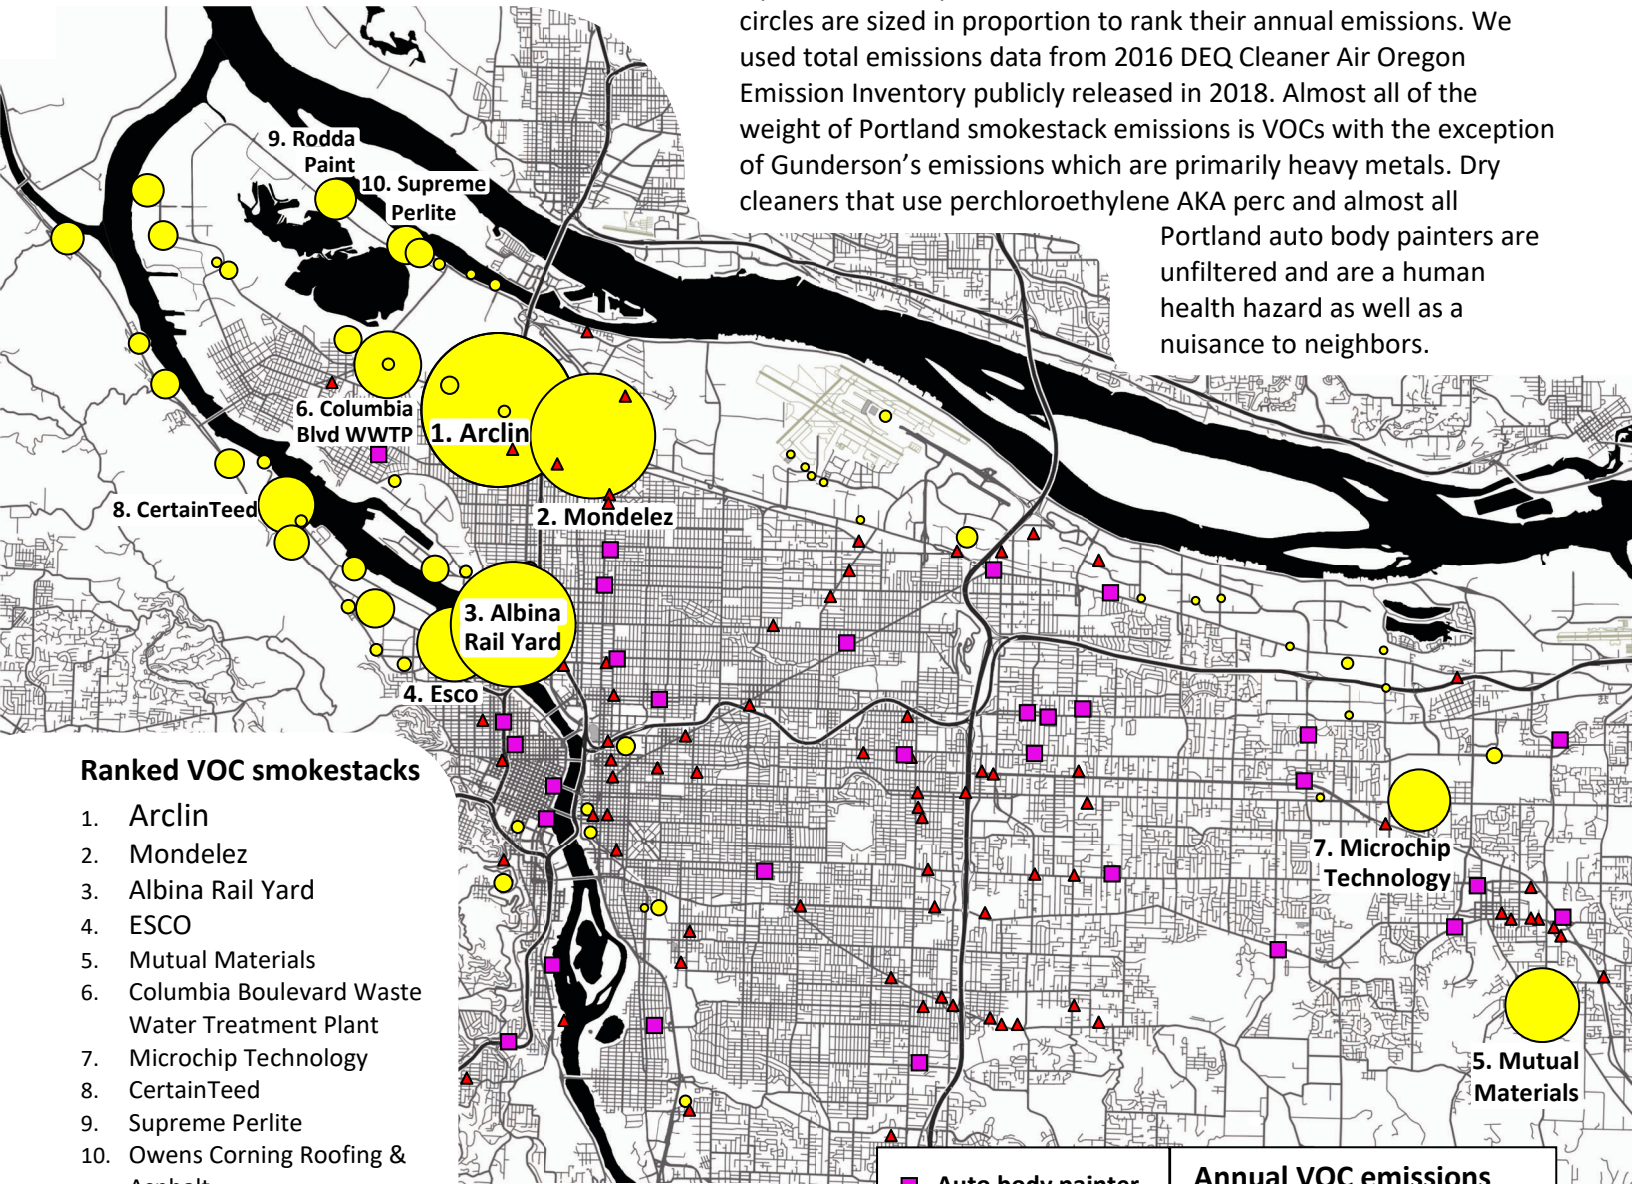 circles are sized in proportion to rank their annual emissions. We
used total emissions data from 2016 DEQ Cleaner Air Oregon
Emission Inventory publicly released in 2018. Almost all of the
weight of Portland smokestack emissions is VOCs with the exception
of Gunderson’s emissions which are primarily heavy metals. Dry
cleaners that use perchloroethylene AKA perc and almost all
Portland auto body painters are
unfiltered and are a human
health hazard as well as a
nuisance to neighbors.
9. Rodda
Paint
10. Supreme
Perlite
6. Columbia
Blvd WWTP
1. Arclin
2. Mondelez
8. CertainTeed
3. Albina
Rail Yard
4. Esco
7. Microchip
Technology
5. Mutual
Materials
Ranked VOC smokestacks
1. Arclin
2. Mondelez
3. Albina Rail Yard
4. ESCO
5. Mutual Materials
6. Columbia Boulevard Waste
Water Treatment Plant
7. Microchip Technology
8. CertainTeed
9. Supreme Perlite
10. Owens Corning Roofing &
Asphalt
Auto body painter
Annual VOC emissions